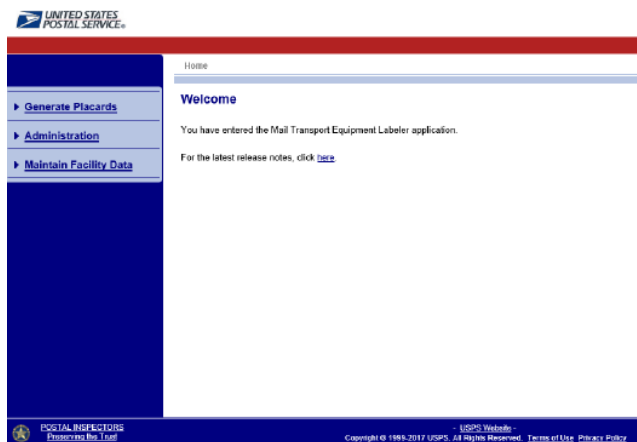 UNITED STATES
POSTAL SERVICE®
Home
Generate Placards
Administration
Maintain Facility Data
Welcome
You have entered the Mail Transport Equipment Labeler application.
For the latest release notes, click here.
POSTAL INSPECTORS
Preserving the Trust
- USPS Website -
Copyright © 1999-2017 USPS. All Rights Reserved. Terms of Use Privacy Policy